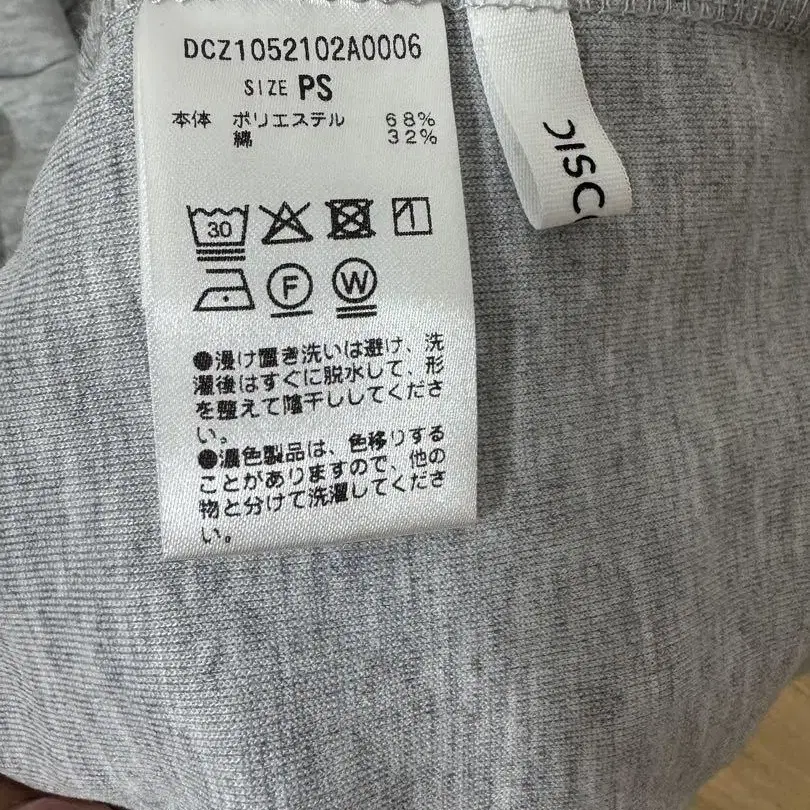 DCZ1052102A0006
SIZE PS
本体 ポリエステル 68%
綿 32%
30
F
W
●浸け置き洗いは避け、洗
濯後はすぐに脱水して、形
を整えて陰干ししてくださ
い。
●濃色製品は、色移りする
ことがありますので、他の
物と分けて洗濯してくださ
い。
DISC